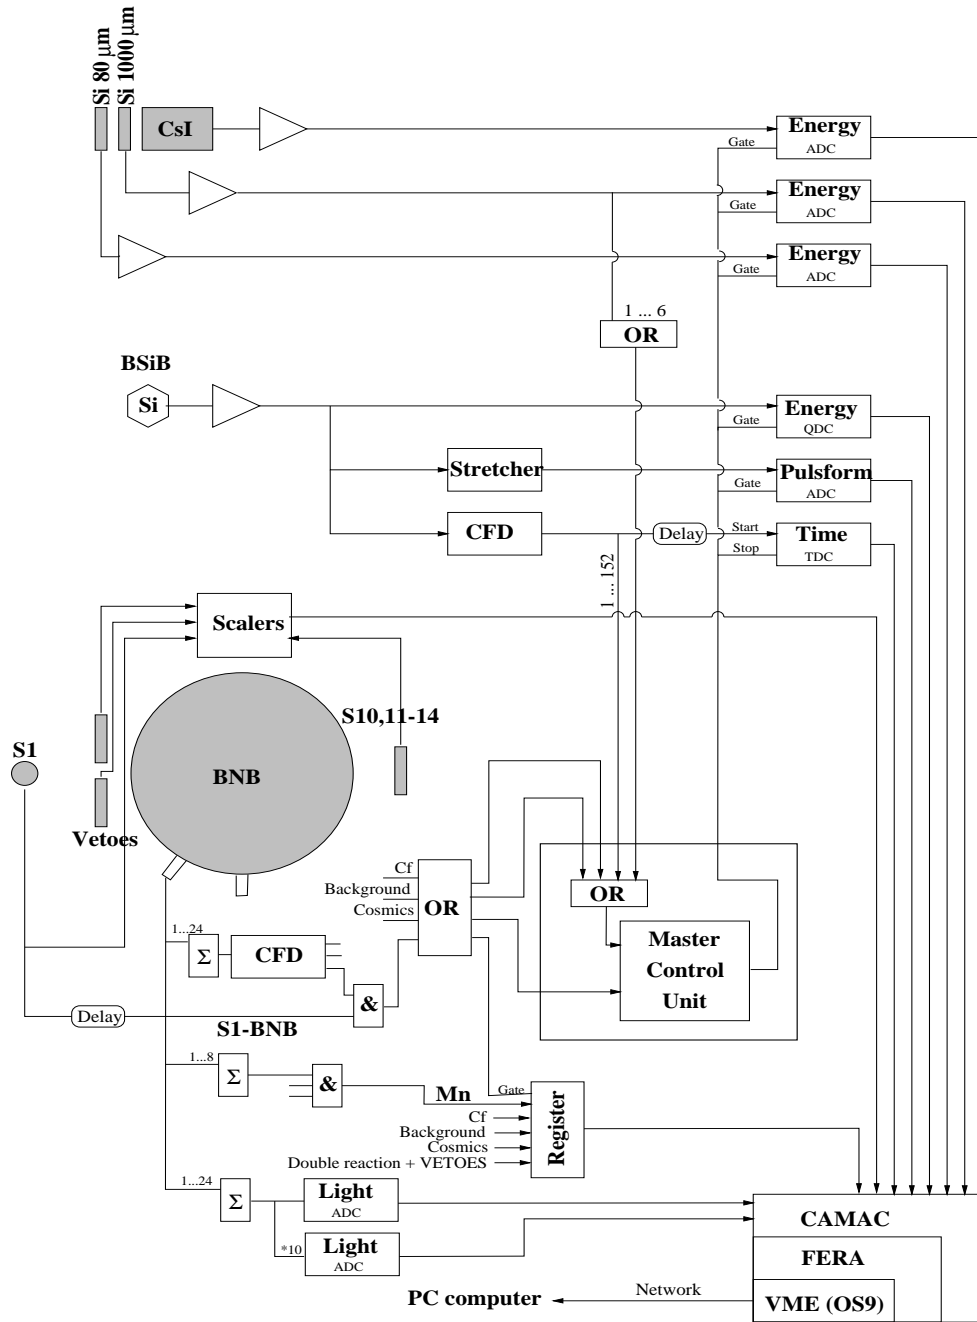 Si 80 μm
Si 1000 μm
CsI
Energy
ADC
Gate
Energy
ADC
Gate
Energy
ADC
Gate
1 ... 6
OR
BSiB
Si
Energy
QDC
Gate
Stretcher
Pulsform
ADC
Gate
CFD
Delay
Start
Stop
Time
TDC
1 ... 152
Scalers
S10,11-14
S1
BNB
Vetoes
Cf
Background
Cosmics
OR
OR
Master
Control
Unit
1...24
Σ
CFD
&
Delay
S1-BNB
1...8
Σ
&
Mn
Gate
Cf
Background
Cosmics
Double reaction + VETOES
Register
1...24
Σ
Light
ADC
*10
Light
ADC
CAMAC
FERA
VME (OS9)
Network
PC computer